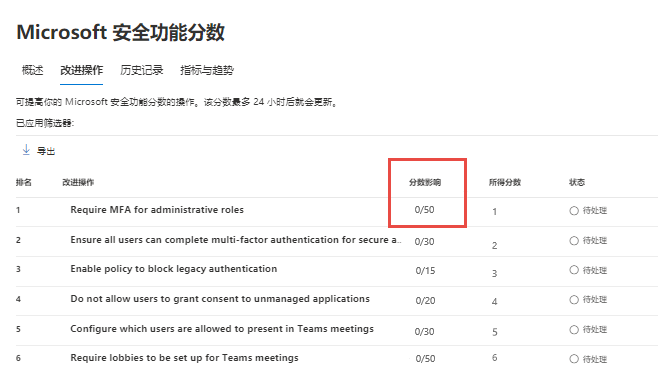 Microsoft 安全功能分数
概述 改进操作 历史记录 指标与趋势
可提高你的 Microsoft 安全功能分数的操作。该分数最多 24 小时后就会更新。
已应用筛选器:
导出
排名 改进操作 分数影响 所得分数 状态
1 Require MFA for administrative roles 0/50 1 待处理
2 Ensure all users can complete multi-factor authentication for secure a.. 0/30 2 待处理
3 Enable policy to block legacy authentication 0/15 3 待处理
4 Do not allow users to grant consent to unmanaged applications 0/20 4 待处理
5 Configure which users are allowed to present in Teams meetings 0/30 5 待处理
6 Require lobbies to be set up for Teams meetings 0/50 6 待处理